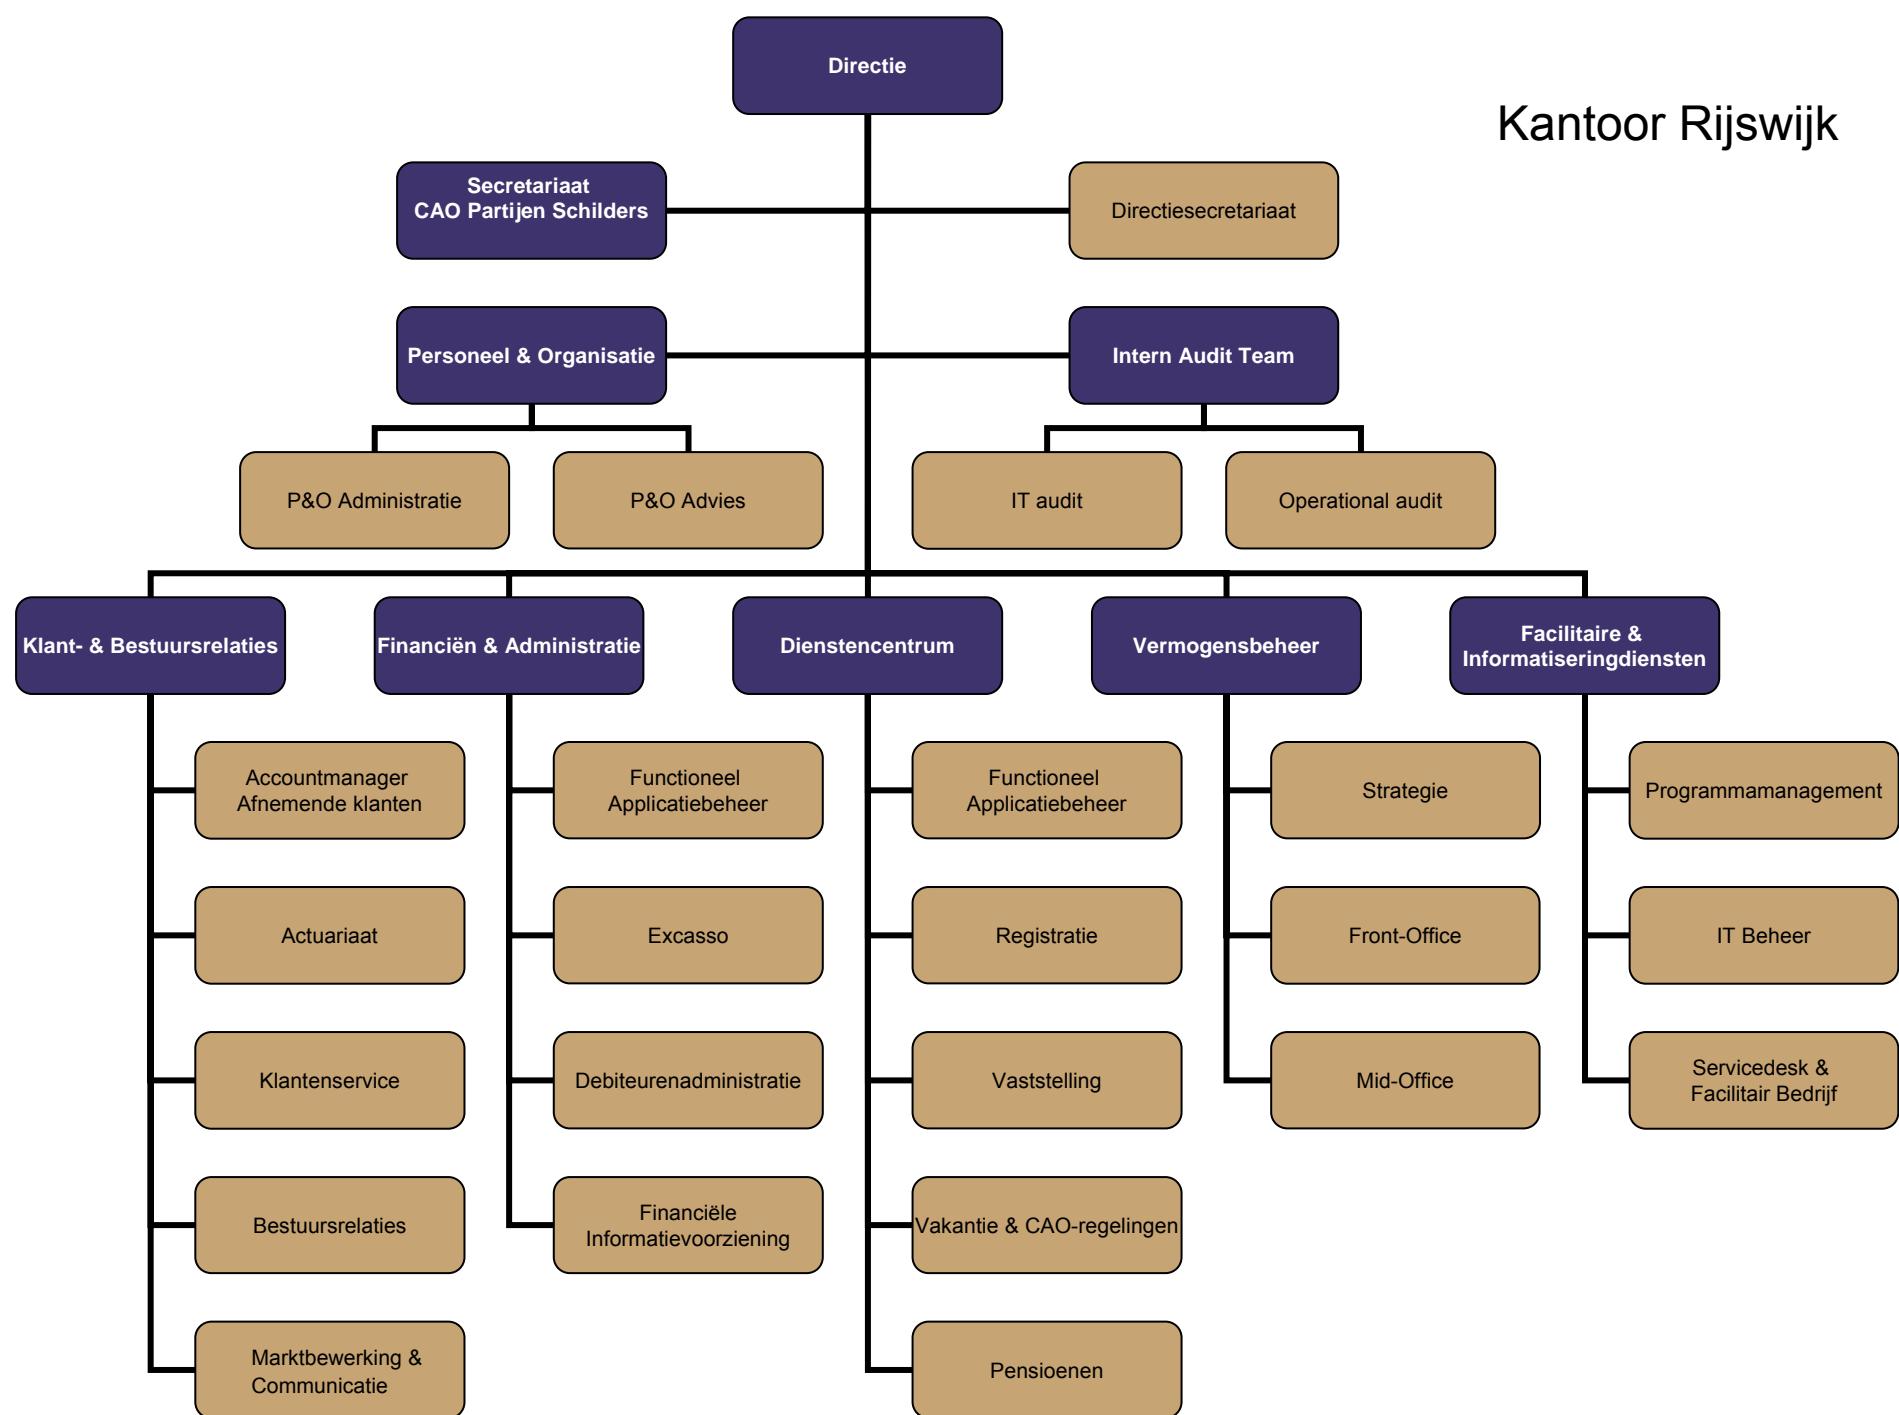 Directie
Kantoor Rijswijk
Secretariaat
CAO Partijen Schilders
Directiesecretariaat
Personeel & Organisatie
Intern Audit Team
P&O Administratie
P&O Advies
IT audit
Operational audit
Klant- & Bestuursrelaties
Financiën & Administratie
Dienstencentrum
Vermogensbeheer
Facilitaire &
Informatiseringdiensten
Accountmanager
Afnemende klanten
Functioneel
Applicatiebeheer
Functioneel
Applicatiebeheer
Strategie
Programmamanagement
Actuariaat
Excasso
Registratie
Front-Office
IT Beheer
Klantenservice
Debiteurenadministratie
Vaststelling
Mid-Office
Servicedesk &
Facilitair Bedrijf
Bestuursrelaties
Financiële
Informatievoorziening
Vakantie & CAO-regelingen
Marktbewerking &
Communicatie
Pensioenen